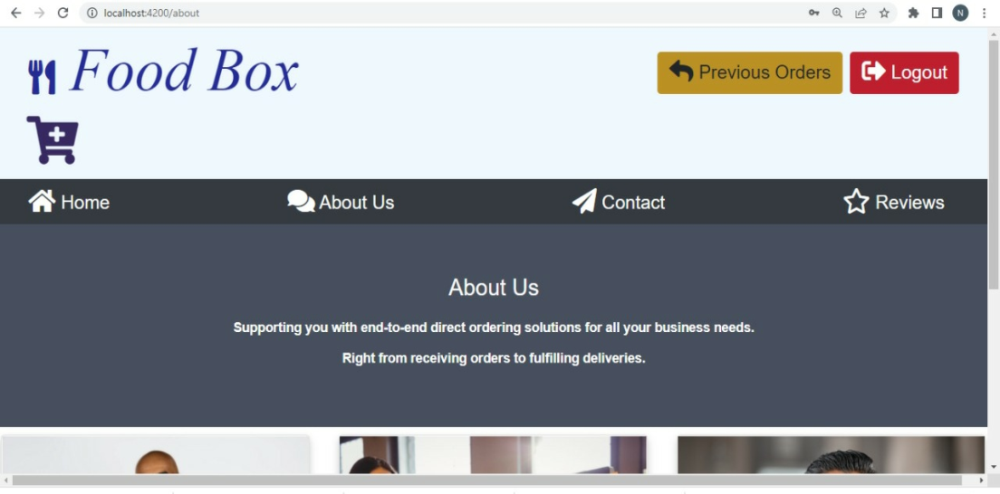 localhost:4200/about
N
Food Box
Previous Orders
Logout
Home
About Us
Contact
Reviews
About Us
Supporting you with end-to-end direct ordering solutions for all your business needs.
Right from receiving orders to fulfilling deliveries.